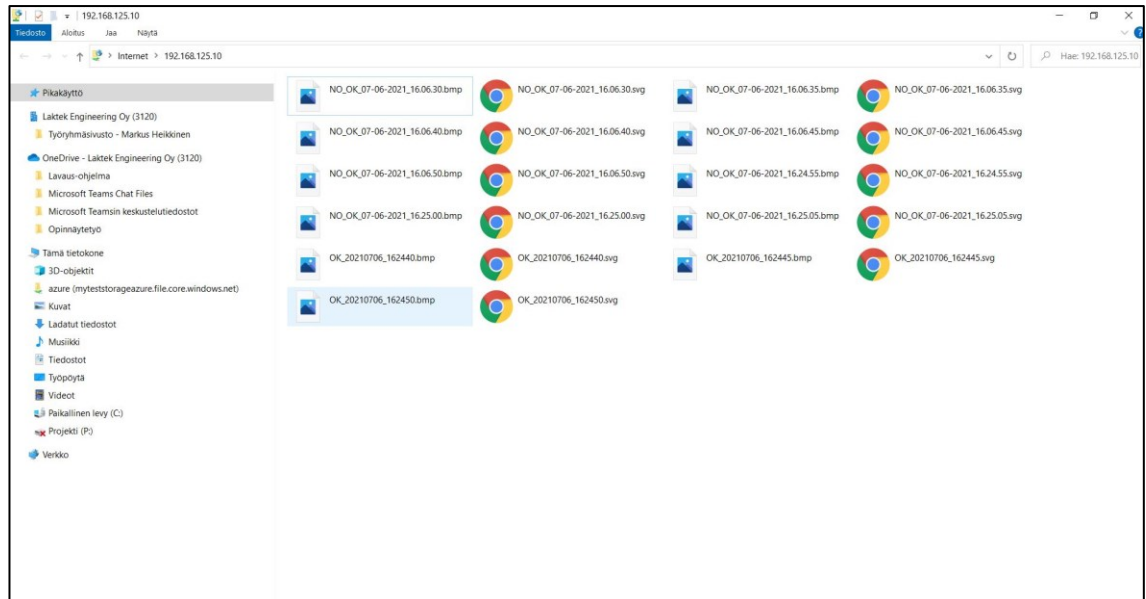 192.168.125.10
Tiedosto Aloitus Jaa Näytä
Internet > 192.168.125.10
Hae: 192.168.125.10
Pikakäyttö
Laktek Engineering Oy (3120)
Työryhmäsivusto - Markus Heikkinen
OneDrive - Laktek Engineering Oy (3120)
Lavaus-ohjelma
Microsoft Teams Chat Files
Microsoft Teamsin keskustelutiedostot
Opinnäytetyö
Tämä tietokone
3D-objektit
azure (myteststorageazure.file.core.windows.net)
Kuvat
Ladatut tiedostot
Musiikki
Tiedostot
Työpöytä
Videot
Paikallinen levy (C:)
Projekti (P:)
Verkko
NO_OK_07-06-2021_16.06.30.bmp NO_OK_07-06-2021_16.06.30.svg NO_OK_07-06-2021_16.06.35.bmp NO_OK_07-06-2021_16.06.35.svg
NO_OK_07-06-2021_16.06.40.bmp NO_OK_07-06-2021_16.06.40.svg NO_OK_07-06-2021_16.06.45.bmp NO_OK_07-06-2021_16.06.45.svg
NO_OK_07-06-2021_16.06.50.bmp NO_OK_07-06-2021_16.06.50.svg NO_OK_07-06-2021_16.24.55.bmp NO_OK_07-06-2021_16.24.55.svg
NO_OK_07-06-2021_16.25.00.bmp NO_OK_07-06-2021_16.25.00.svg NO_OK_07-06-2021_16.25.05.bmp NO_OK_07-06-2021_16.25.05.svg
OK_20210706_162440.bmp OK_20210706_162440.svg OK_20210706_162445.bmp OK_20210706_162445.svg
OK_20210706_162450.bmp OK_20210706_162450.svg